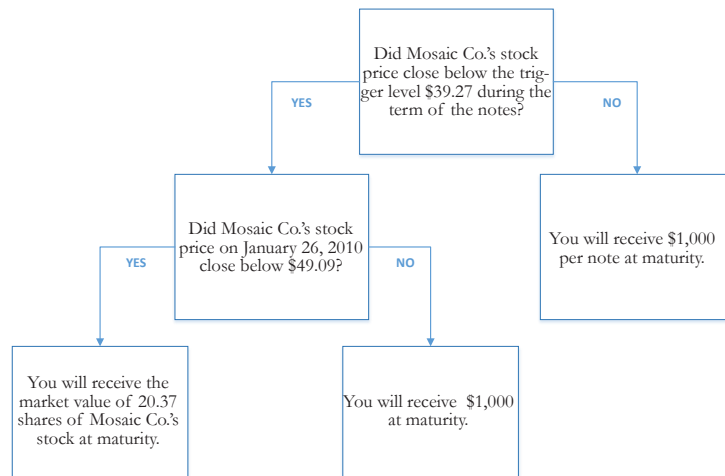 Did Mosaic Co.'s stock
price close below the trig-
ger level $39.27 during the
term of the notes?
YES
NO
Did Mosaic Co.'s stock
price on January 26, 2010
close below $49.09?
You will receive $1,000
per note at maturity.
YES
NO
You will receive the
market value of 20.37
shares of Mosaic Co.'s
stock at maturity.
You will receive $1,000
at maturity.